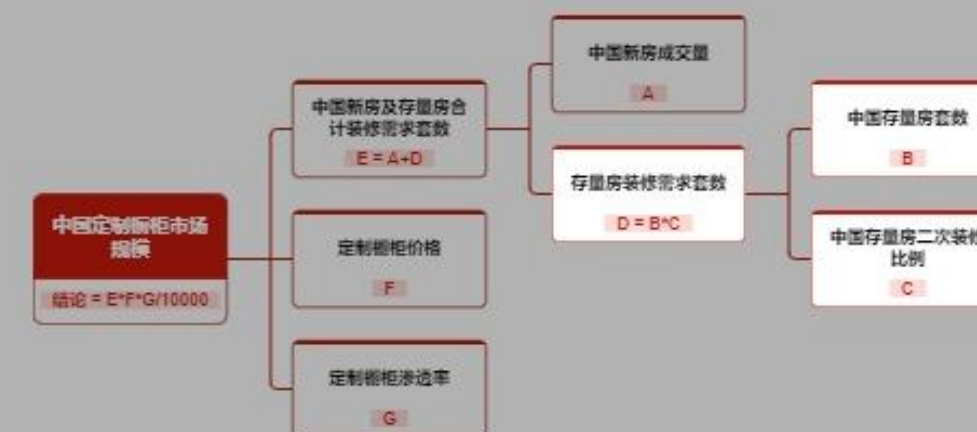 中国新房成交量
A
中国新房及存量房合
计装修需求套数
E = A+D
中国存量房套数
B
存量房装修需求套数
D = B*C
中国定制橱柜市场
规模
结论 = E*F*G/10000
定制橱柜价格
F
中国存量房二次装修
比例
C
定制橱柜渗透率
G